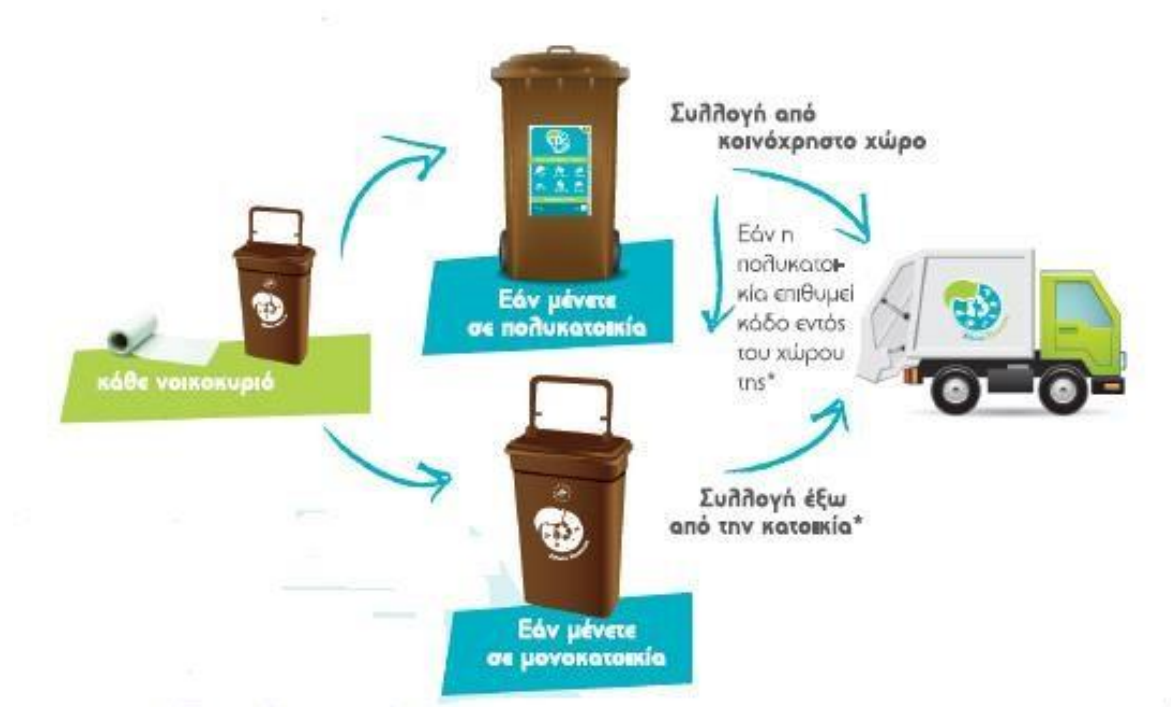 Συλλογή από
κοινόχρηστο χώρο
Εάν η
πολυκατοι-
κία επιθυμεί
κάδο εντός
του χώρου
της*
Εάν μένετε
σε πολυκατοικία
κάθε νοικοκυριό
Συλλογή έξω
από την κατοικία*
Εάν μένετε
σε μονοκατοικία